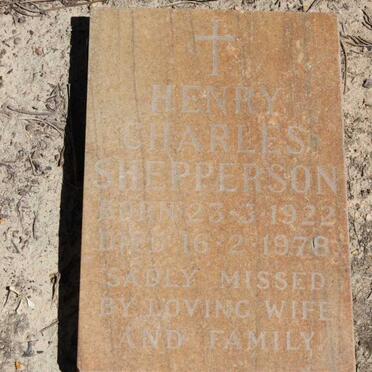 HENRY
CHARLES
SHEPPERSON
BORN 23-3-1922
DIED 16-2-1978
SADLY MISSED
BY LOVING WIFE
AND FAMILY.